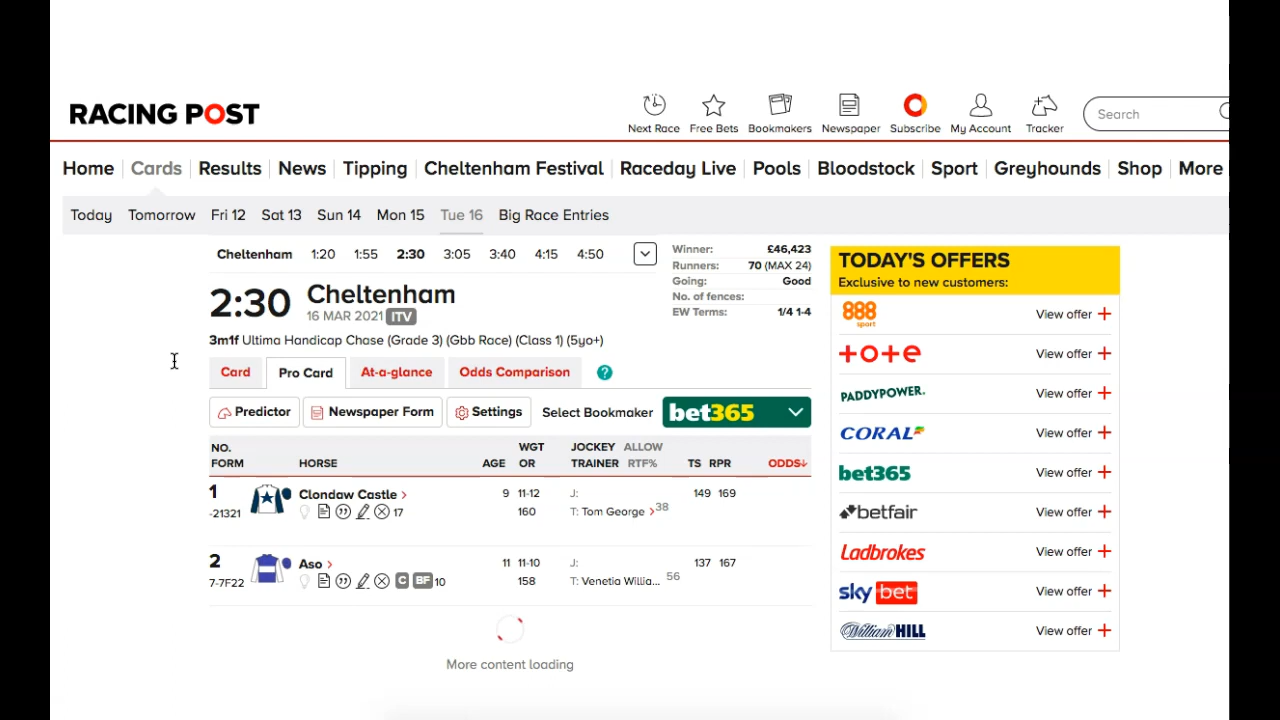 RACING POST
Next Race Free Bets Bookmakers Newspaper Subscribe My Account Tracker Search
Home Cards Results News Tipping Cheltenham Festival Raceday Live Pools Bloodstock Sport Greyhounds Shop More
Today Tomorrow Fri 12 Sat 13 Sun 14 Mon 15 Tue 16 Big Race Entries
Cheltenham 1:20 1:55 2:30 3:05 3:40 4:15 4:50
Winner: £46,423
Runners: 70 (MAX 24)
Going: Good
No. of fences:
EW Terms: 1/4 1-4
2:30 Cheltenham
16 MAR 2021 ITV
3m1f Ultima Handicap Chase (Grade 3) (Gbb Race) (Class 1) (5yo+)
Card Pro Card At-a-glance Odds Comparison ?
Predictor Newspaper Form Settings Select Bookmaker bet365
NO. WGT JOCKEY ALLOW
FORM HORSE AGE OR TRAINER RTF% TS RPR ODDS
1 Clondaw Castle 9 11-12 J: 149 169
-21321 17 160 T: Tom George 38
2 Aso 11 11-10 J: 137 167
7-7F22 C BF 10 158 T: Venetia Willia... 56
More content loading
TODAY'S OFFERS
Exclusive to new customers:
888 sport View offer +
tote View offer +
PADDYPOWER. View offer +
CORAL View offer +
bet365 View offer +
betfair View offer +
Ladbrokes View offer +
sky bet View offer +
William HILL View offer +